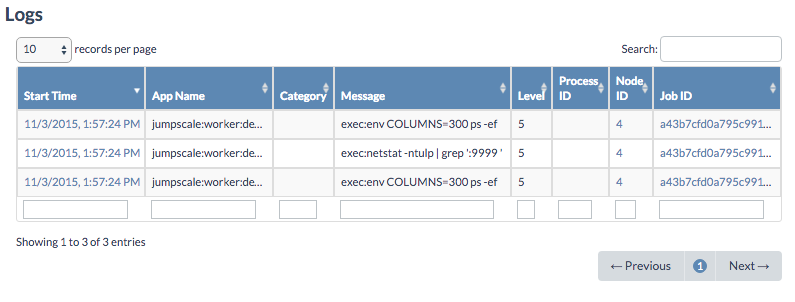 Logs
10 records per page Search:
Start Time App Name Category Message Level Process ID Node ID Job ID
11/3/2015, 1:57:24 PM jumpscale:worker:de... exec:env COLUMNS=300 ps -ef 5 4 a43b7cfd0a795c991...
11/3/2015, 1:57:24 PM jumpscale:worker:de... exec:netstat -ntulp | grep ':9999 ' 5 4 a43b7cfd0a795c991...
11/3/2015, 1:57:24 PM jumpscale:worker:de... exec:env COLUMNS=300 ps -ef 5 4 a43b7cfd0a795c991...
Showing 1 to 3 of 3 entries
← Previous 1 Next →